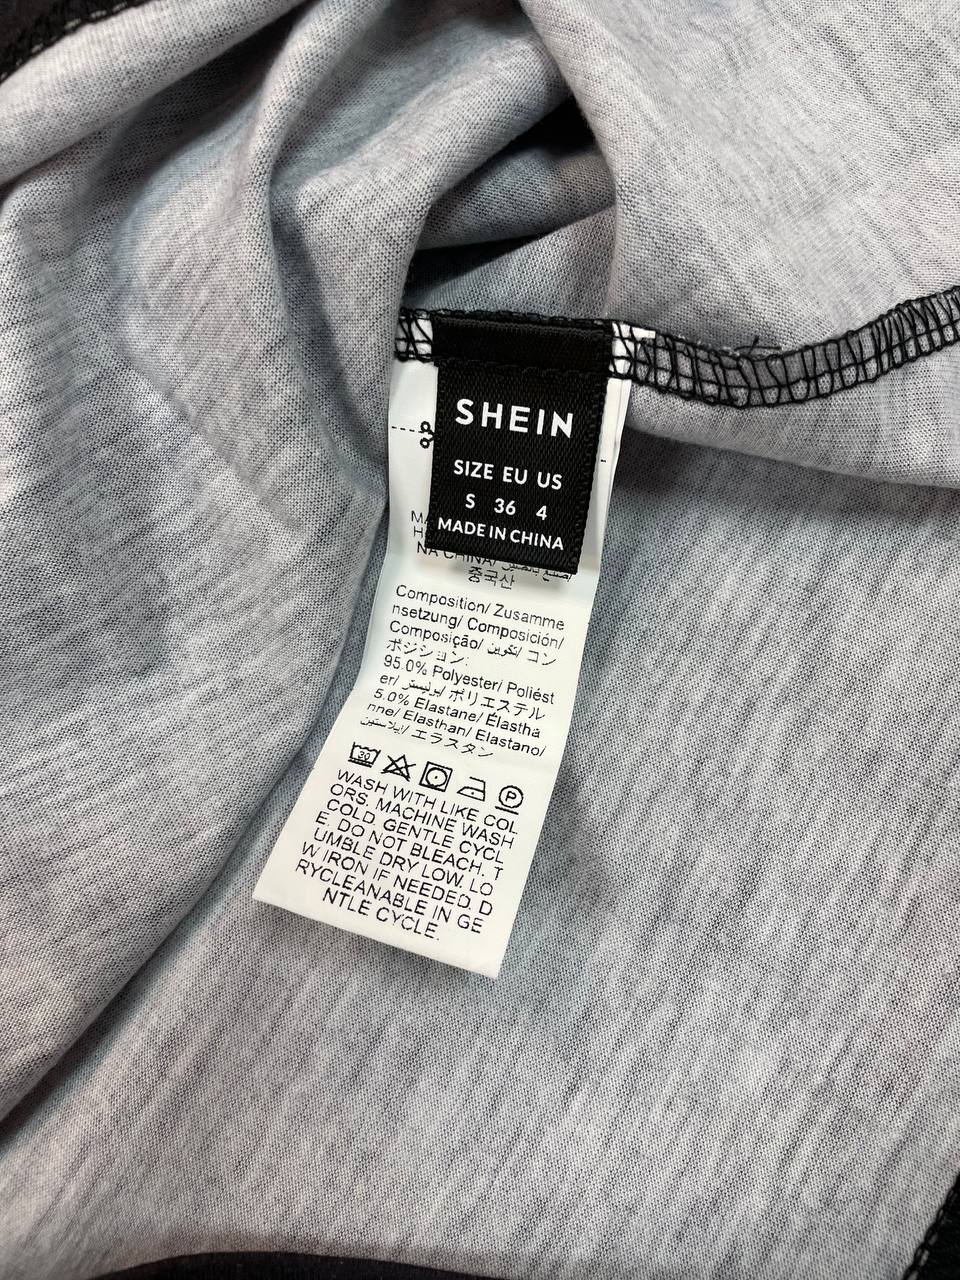 SHEIN
SIZE EU US
S 36 4
MADE IN CHINA
NA CHINA/
중국산
Composition/ Zusamme
nsetzung/ Composición/
Composição/ تكوين/ コン
ポジション:
95.0% Polyester/ Poliést
er/ بوليستر/ ポリエステル
5.0% Elastane/ Élastha
nne/ Elasthan/ Elastano/
إيلاستين/ エラスタン
30 P
WASH WITH LIKE COL
ORS. MACHINE WASH
COLD. GENTLE CYCL
E. DO NOT BLEACH. T
UMBLE DRY LOW. LO
W IRON IF NEEDED. D
RYCLEANABLE IN GE
NTLE CYCLE.